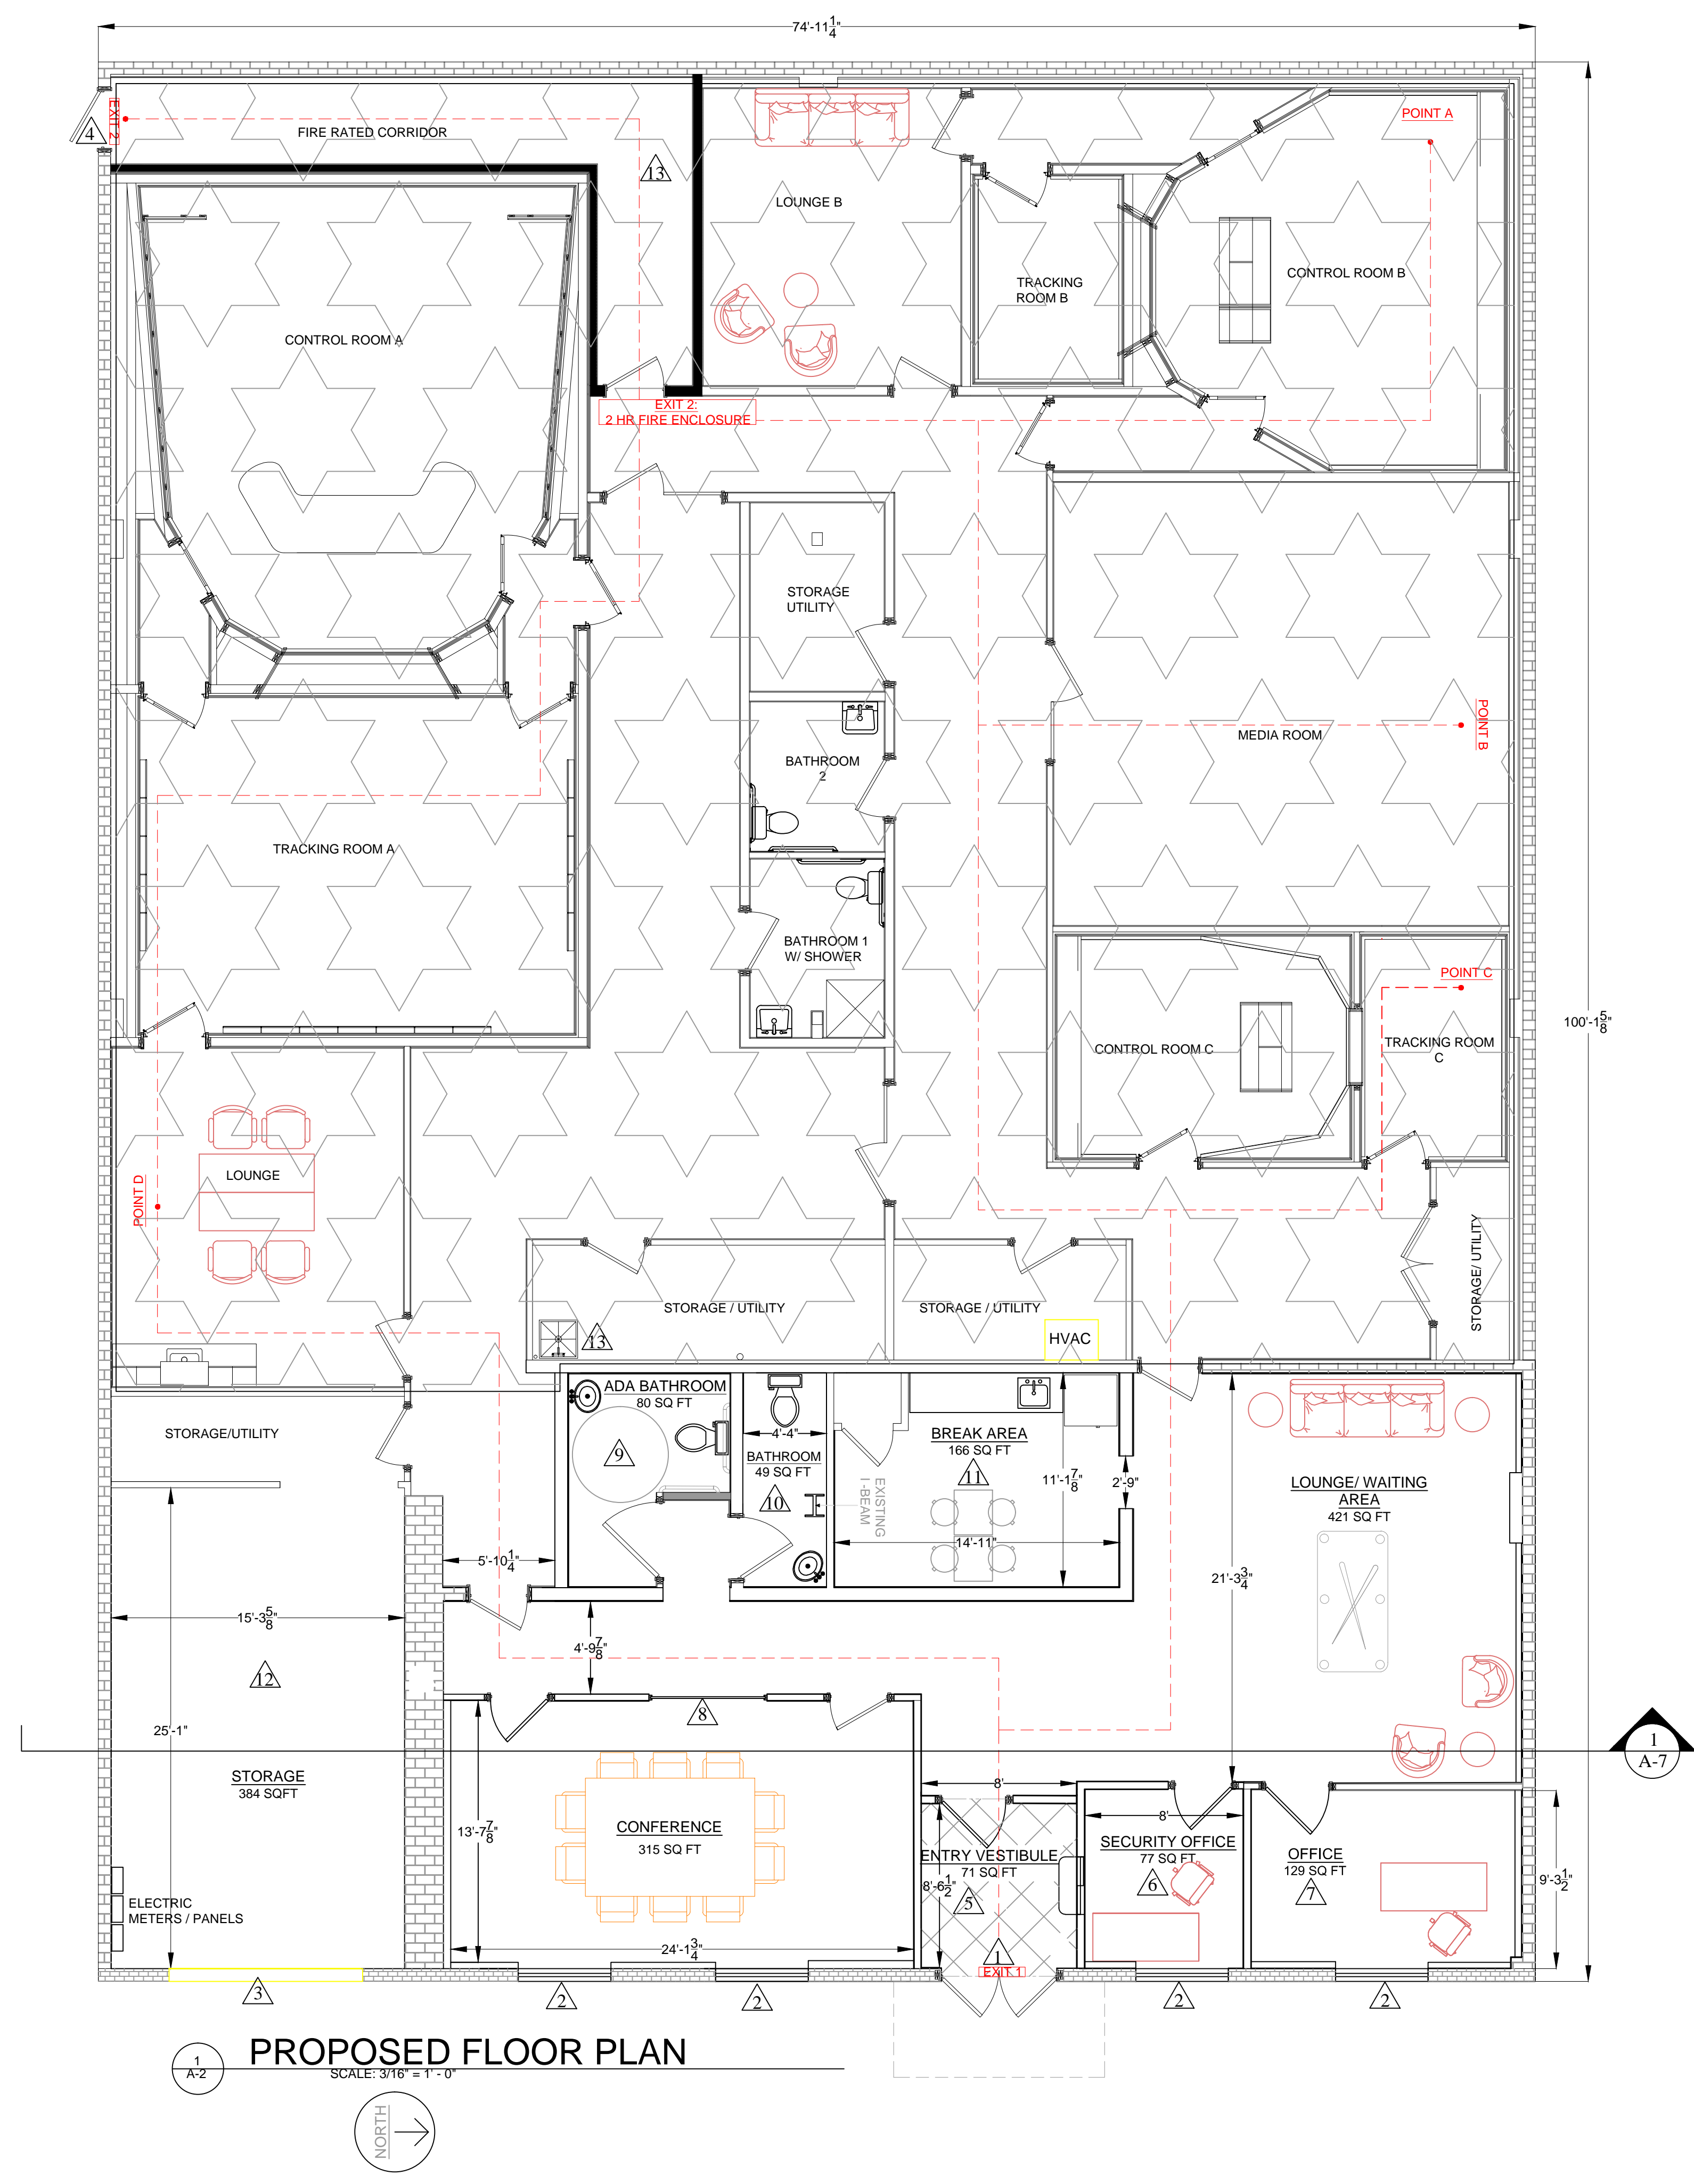 74'-11 1/4"
EXIT 2
4
FIRE RATED CORRIDOR
13
POINT A
LOUNGE B
TRACKING
ROOM B
CONTROL ROOM B
CONTROL ROOM A
EXIT 2:
2 HR FIRE ENCLOSURE
STORAGE
UTILITY
POINT B
MEDIA ROOM
BATHROOM
2
TRACKING ROOM A
BATHROOM 1
W/ SHOWER
POINT C
100'-1 5/8"
CONTROL ROOM C
TRACKING ROOM
C
POINT D
LOUNGE
STORAGE/ UTILITY
STORAGE / UTILITY
STORAGE / UTILITY
13
HVAC
ADA BATHROOM
80 SQ FT
STORAGE/UTILITY
9
4'-4"
BATHROOM
49 SQ FT
10
EXISTING
I -BEAM
BREAK AREA
166 SQ FT
11
11'-1 7/8"
2'-9"
14'-11"
LOUNGE/ WAITING
AREA
421 SQ FT
5'-10 1/4"
21'-3 3/4"
15'-3 5/8"
4'-9 7/8"
12
25'-1"
8
1
A-7
STORAGE
384 SQFT
8'
8'
13'-7 7/8"
CONFERENCE
315 SQ FT
ENTRY VESTIBULE
71 SQ FT
8'-6 1/2"
5
SECURITY OFFICE
77 SQ FT
6
OFFICE
129 SQ FT
7
9'-3 1/2"
ELECTRIC
METERS / PANELS
24'-1 3/4"
1
EXIT 1
3
2
2
2
2
1
A-2
PROPOSED FLOOR PLAN
SCALE: 3/16" = 1' - 0"
NORTH